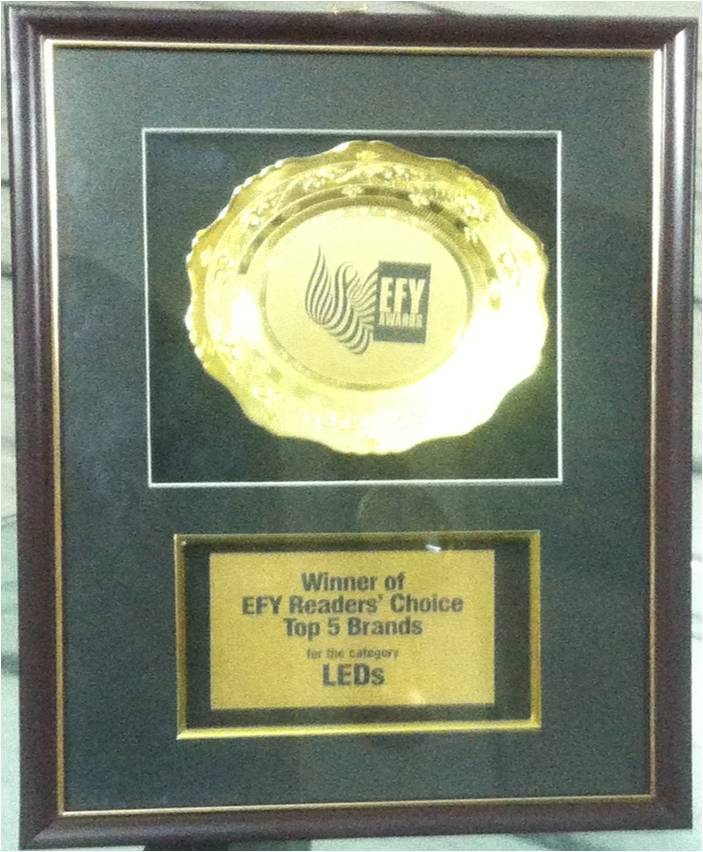 EFY
AWARDS
Winner of
EFY Readers' Choice
Top 5 Brands
for the category
LEDs